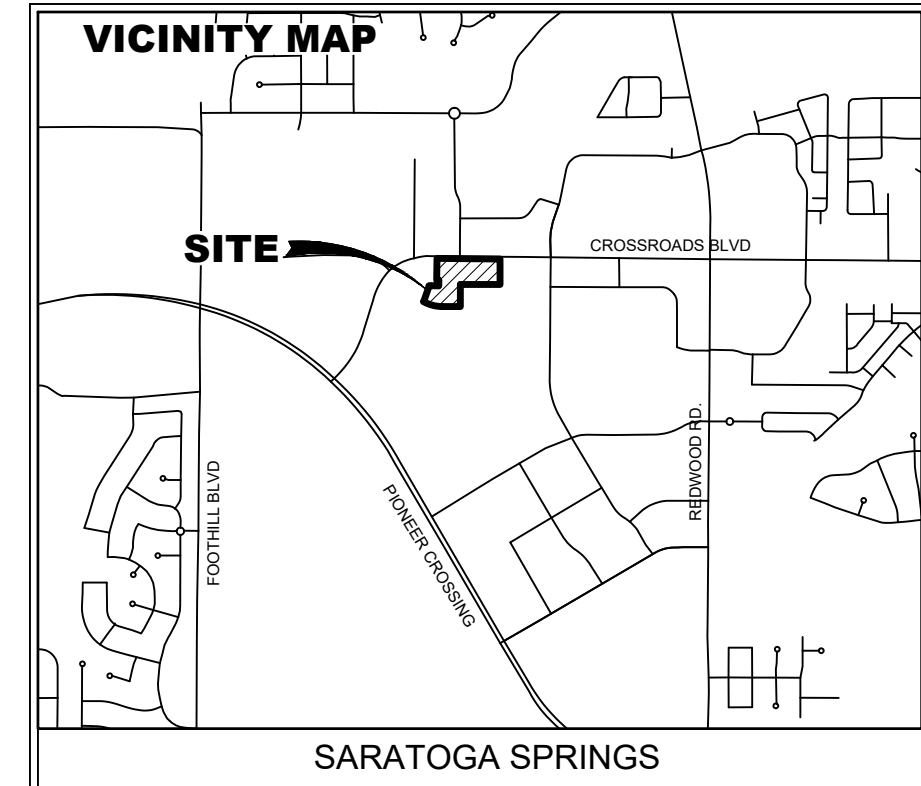 VICINITY MAP
SITE
CROSSROADS BLVD
REDWOOD RD.
FOOTHILL BLVD
PIONEER CROSSING
SARATOGA SPRINGS